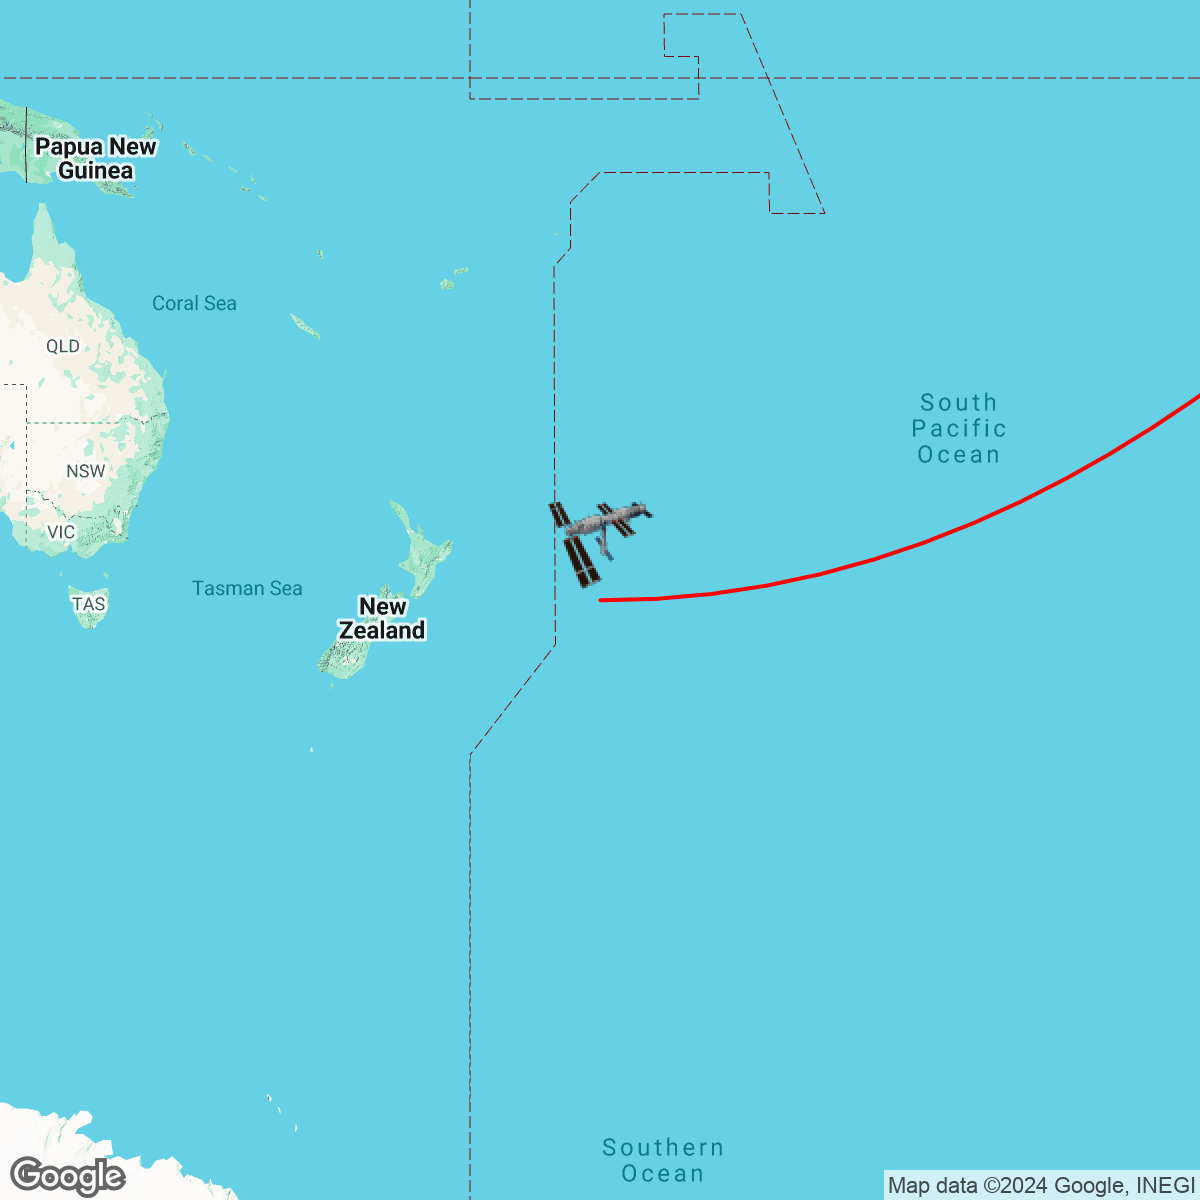 Papua New
Guinea
Coral Sea
QLD
South
Pacific
Ocean
NSW
VIC
Tasman Sea
TAS
New
Zealand
Southern
Ocean
Google
Map data ©2024 Google, INEGI